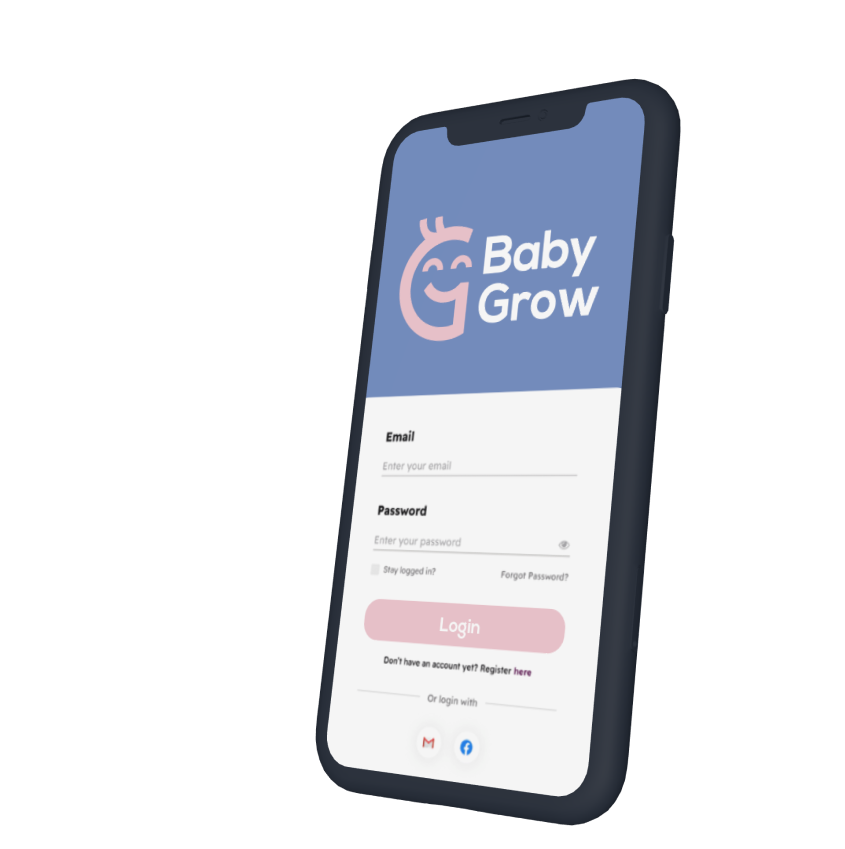 Baby
Grow
Email
Enter your email
Password
Enter your password
Stay logged in?
Forgot Password?
Login
Don't have an account yet? Register here
Or login with